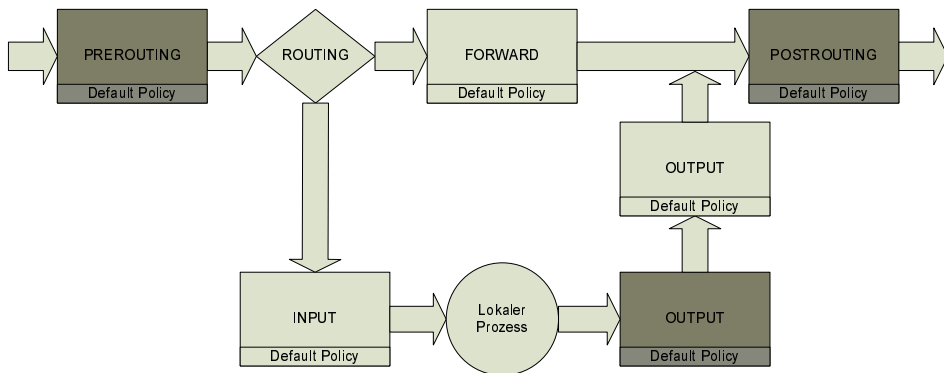 PREROUTING
Default Policy
ROUTING
FORWARD
Default Policy
POSTROUTING
Default Policy
OUTPUT
Default Policy
INPUT
Default Policy
Lokaler
Prozess
OUTPUT
Default Policy